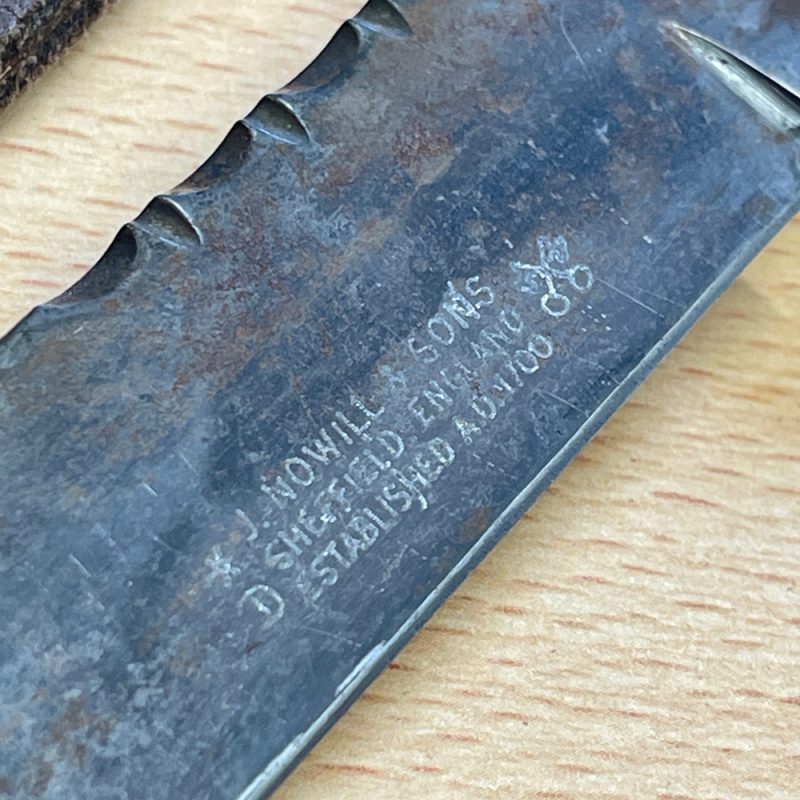 * J. NOWILL & SONS
D SHEFFIELD. ENGLAND
ESTABLISHED A.D.1700